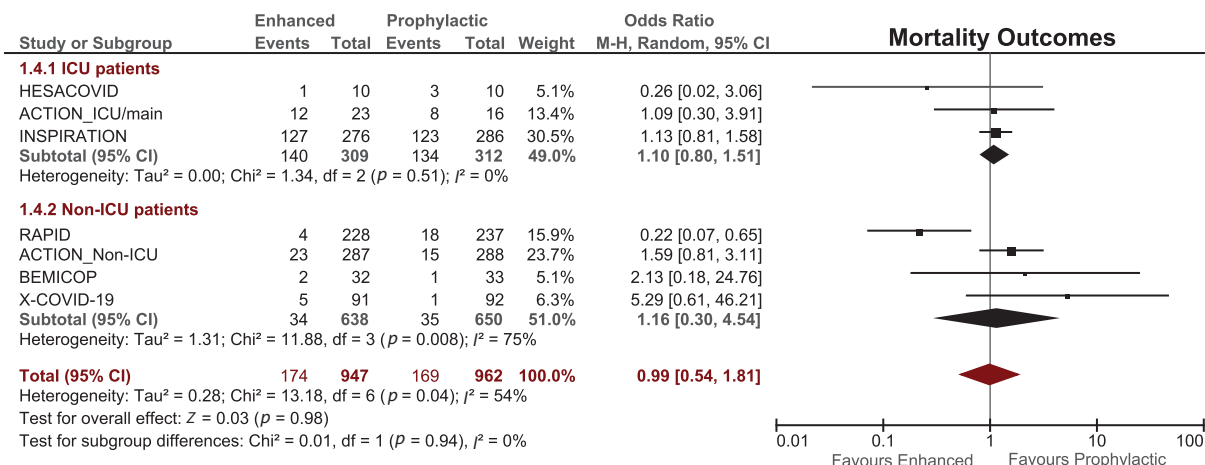 Enhanced Prophylactic Odds Ratio
Study or Subgroup Events Total Events Total Weight M-H, Random, 95% CI Mortality Outcomes
1.4.1 ICU patients
HESACOVID 1 10 3 10 5.1% 0.26 [0.02, 3.06]
ACTION_ICU/main 12 23 8 16 13.4% 1.09 [0.30, 3.91]
INSPIRATION 127 276 123 286 30.5% 1.13 [0.81, 1.58]
Subtotal (95% CI) 140 309 134 312 49.0% 1.10 [0.80, 1.51]
Heterogeneity: Tau² = 0.00; Chi² = 1.34, df = 2 (p = 0.51); I² = 0%
1.4.2 Non-ICU patients
RAPID 4 228 18 237 15.9% 0.22 [0.07, 0.65]
ACTION_Non-ICU 23 287 15 288 23.7% 1.59 [0.81, 3.11]
BEMICOP 2 32 1 33 5.1% 2.13 [0.18, 24.76]
X-COVID-19 5 91 1 92 6.3% 5.29 [0.61, 46.21]
Subtotal (95% CI) 34 638 35 650 51.0% 1.16 [0.30, 4.54]
Heterogeneity: Tau² = 1.31; Chi² = 11.88, df = 3 (p = 0.008); I² = 75%
Total (95% CI) 174 947 169 962 100.0% 0.99 [0.54, 1.81]
Heterogeneity: Tau² = 0.28; Chi² = 13.18, df = 6 (p = 0.04); I² = 54%
Test for overall effect: Z = 0.03 (p = 0.98)
Test for subgroup differences: Chi² = 0.01, df = 1 (p = 0.94), I² = 0%
0.01 0.1 1 10 100
Favours Enhanced Favours Prophylactic